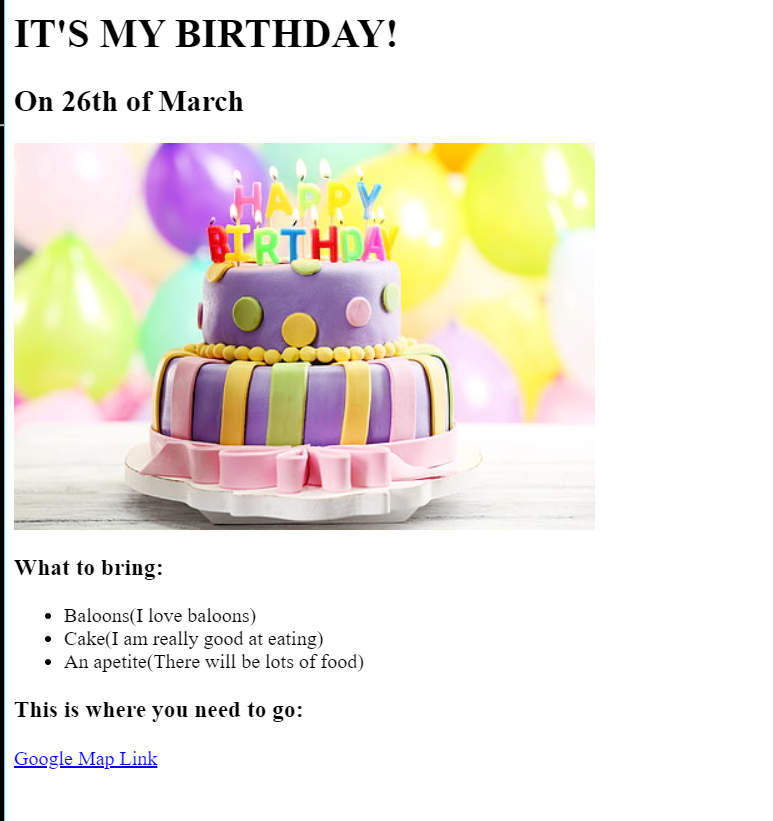 IT'S MY BIRTHDAY!
On 26th of March
HAPPY
BIRTHDAY
What to bring:
Baloons(I love baloons)
Cake(I am really good at eating)
An apetite(There will be lots of food)
This is where you need to go:
Google Map Link